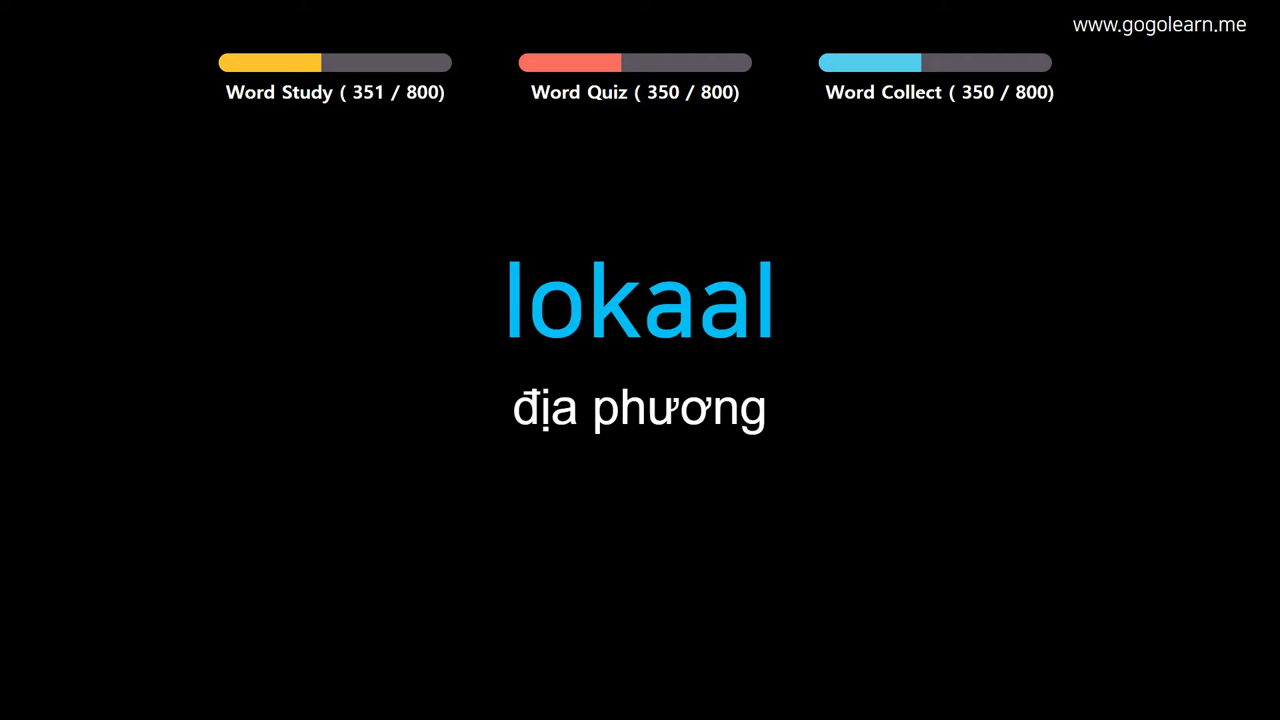 www.gogolearn.me
Word Study ( 351 / 800)
Word Quiz ( 350 / 800)
Word Collect ( 350 / 800)
lokaal
địa phương